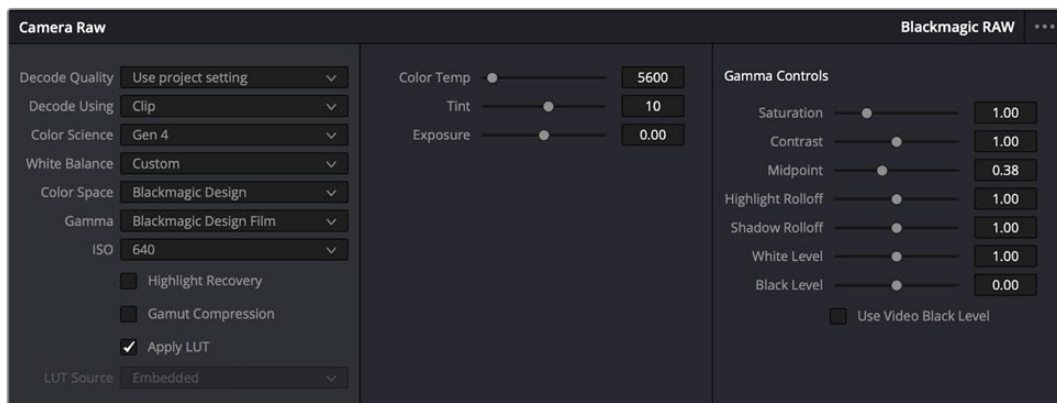 Camera Raw
Blackmagic RAW
Decode Quality Use project setting
Decode Using Clip
Color Science Gen 4
White Balance Custom
Color Space Blackmagic Design
Gamma Blackmagic Design Film
ISO 640
Highlight Recovery
Gamut Compression
Apply LUT
LUT Source Embedded
Color Temp 5600
Tint 10
Exposure 0.00
Gamma Controls
Saturation 1.00
Contrast 1.00
Midpoint 0.38
Highlight Rolloff 1.00
Shadow Rolloff 1.00
White Level 1.00
Black Level 0.00
Use Video Black Level